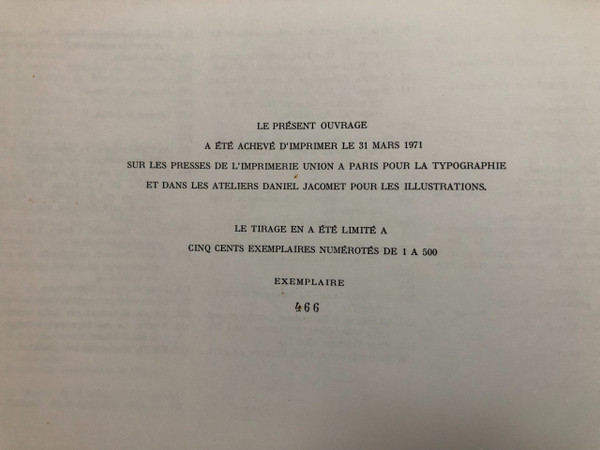 LE PRÉSENT OUVRAGE
A ÉTÉ ACHEVÉ D'IMPRIMER LE 31 MARS 1971
SUR LES PRESSES DE L'IMPRIMERIE UNION A PARIS POUR LA TYPOGRAPHIE
ET DANS LES ATELIERS DANIEL JACOMET POUR LES ILLUSTRATIONS.
LE TIRAGE EN A ÉTÉ LIMITÉ A
CINQ CENTS EXEMPLAIRES NUMÉROTÉS DE 1 A 500
EXEMPLAIRE
466